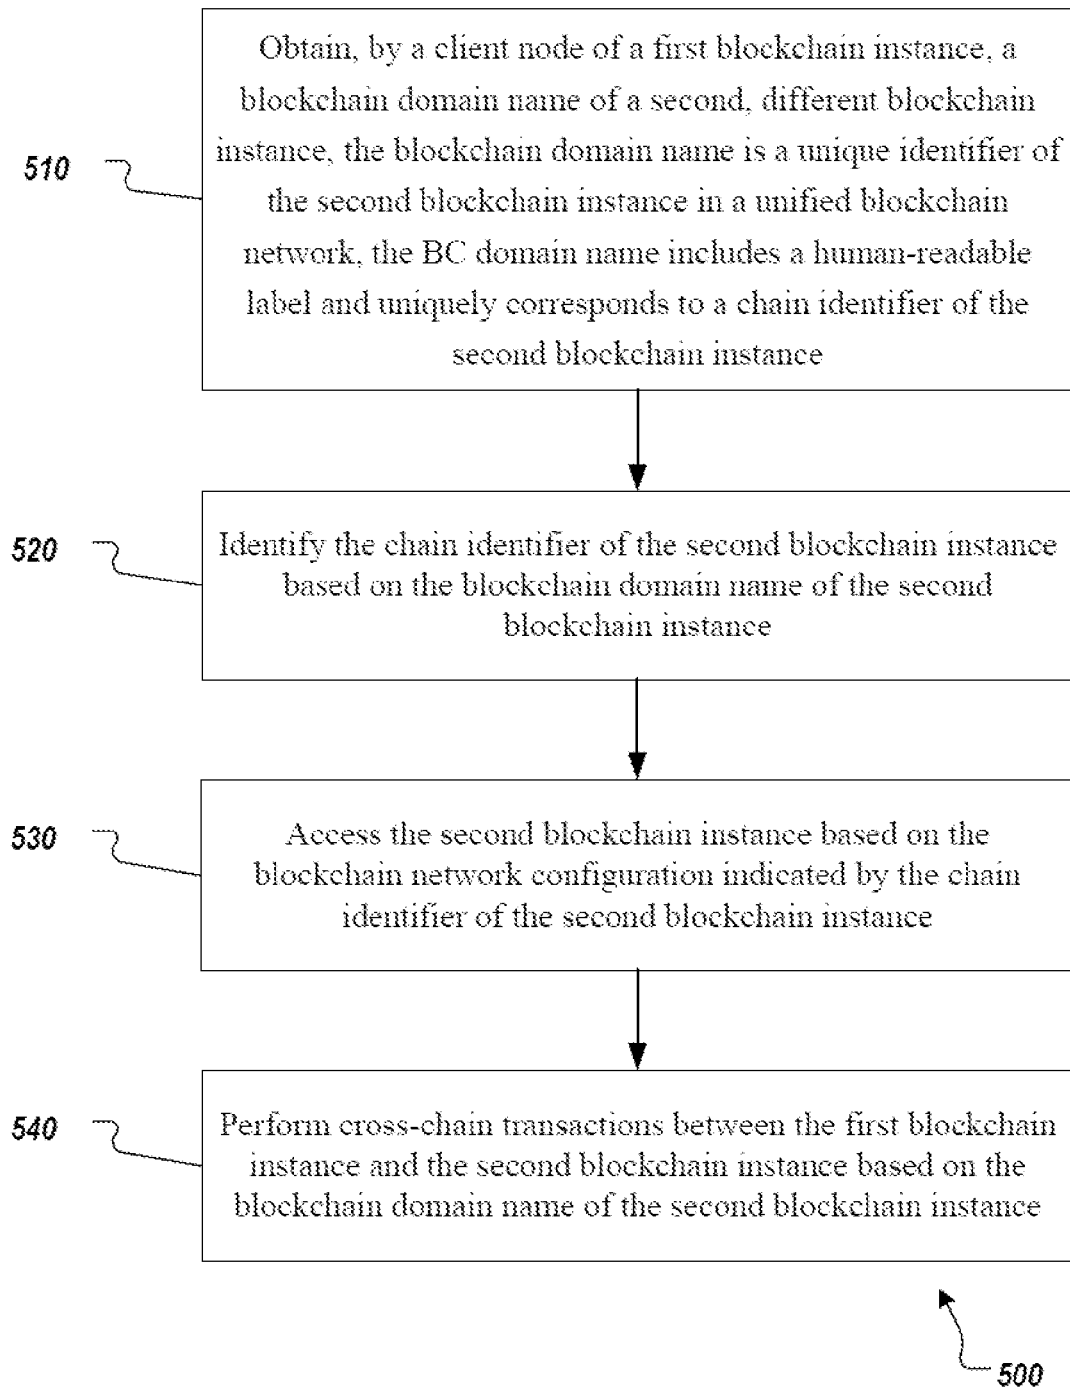 Obtain, by a client node of a first blockchain instance, a
blockchain domain name of a second, different blockchain
instance, the blockchain domain name is a unique identifier of
the second blockchain instance in a unified blockchain
network, the BC domain name includes a human-readable
label and uniquely corresponds to a chain identifier of the
second blockchain instance
510
Identify the chain identifier of the second blockchain instance
based on the blockchain domain name of the second
blockchain instance
520
Access the second blockchain instance based on the
blockchain network configuration indicated by the chain
identifier of the second blockchain instance
530
Perform cross-chain transactions between the first blockchain
instance and the second blockchain instance based on the
blockchain domain name of the second blockchain instance
540
500